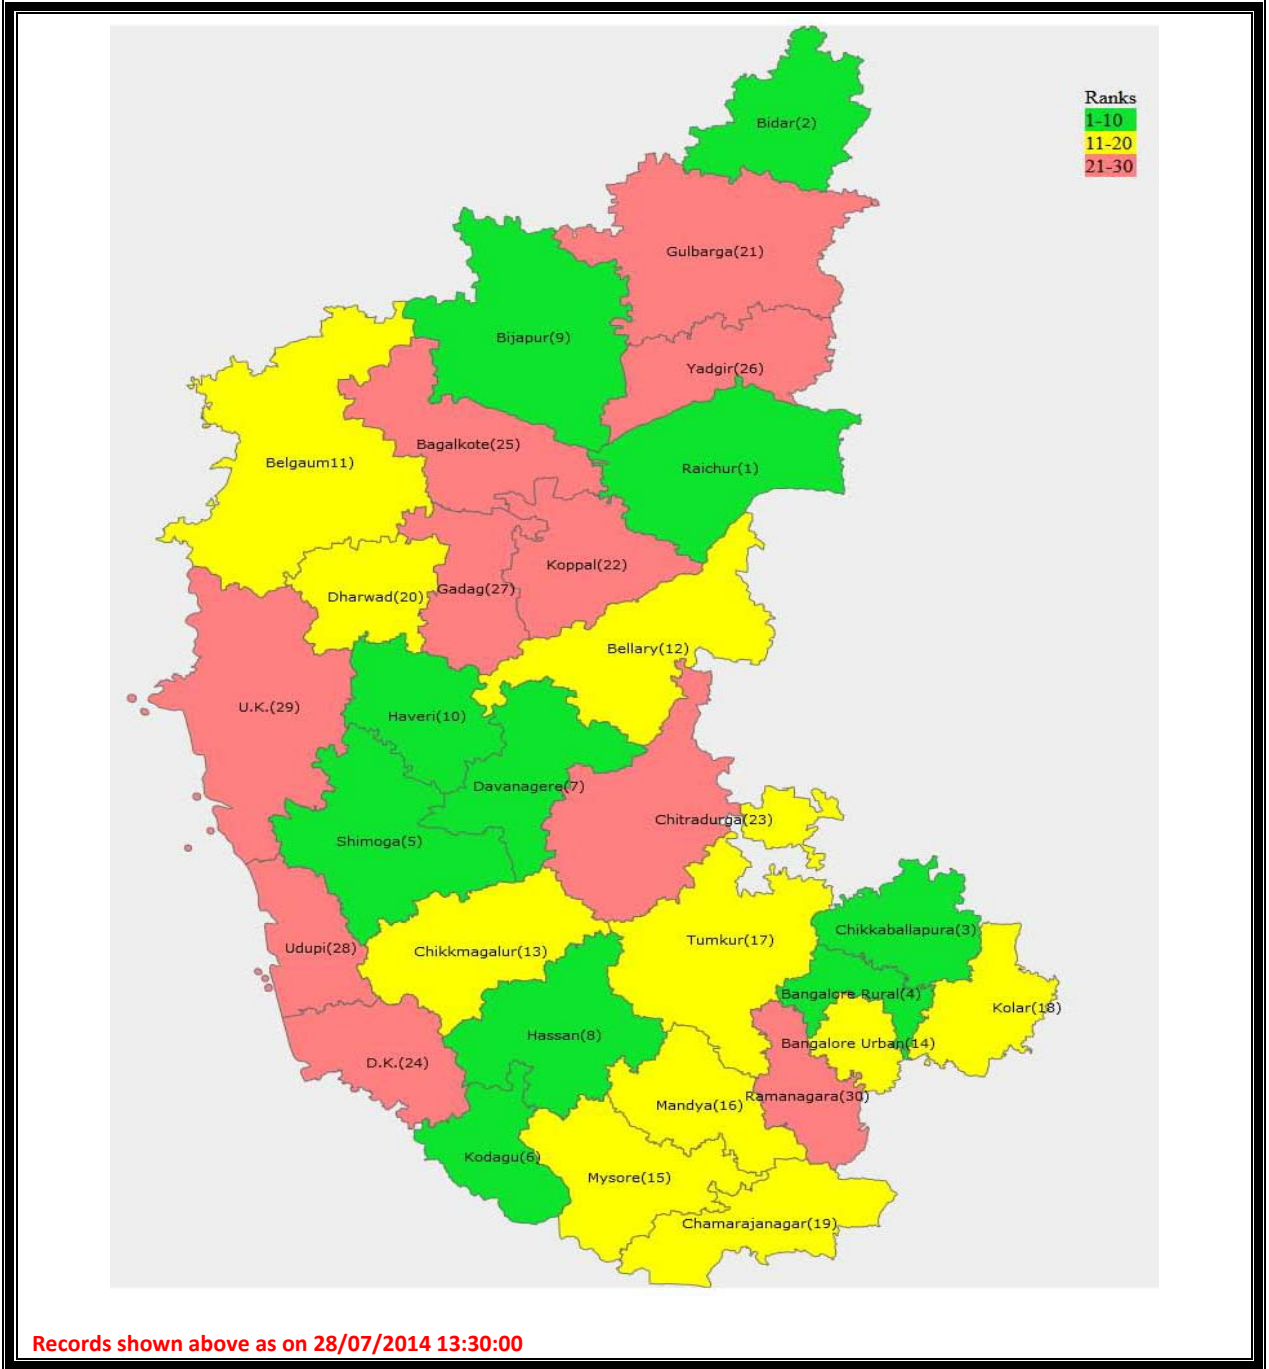 Ranks
1-10
11-20
21-30
Bidar(2)
Gulbarga(21)
Bijapur(9)
Yadgir(26)
Bagalkote(25)
Belgaum11)
Raichur(1)
Koppal(22)
Gadag(27)
Dharwad(20)
Bellary(12)
U.K.(29)
Haveri(10)
Davanagere(7)
Chitradurga(23)
Shimoga(5)
Chikkaballapura(3)
Tumkur(17)
Udupi(28)
Chikkmagalur(13)
Bangalore Rural(4)
Kolar(18)
Hassan(8)
Bangalore Urban(14)
D.K.(24)
Ramanagara(30)
Mandya(16)
Kodagu(6)
Mysore(15)
Chamarajanagar(19)
Records shown above as on 28/07/2014 13:30:00